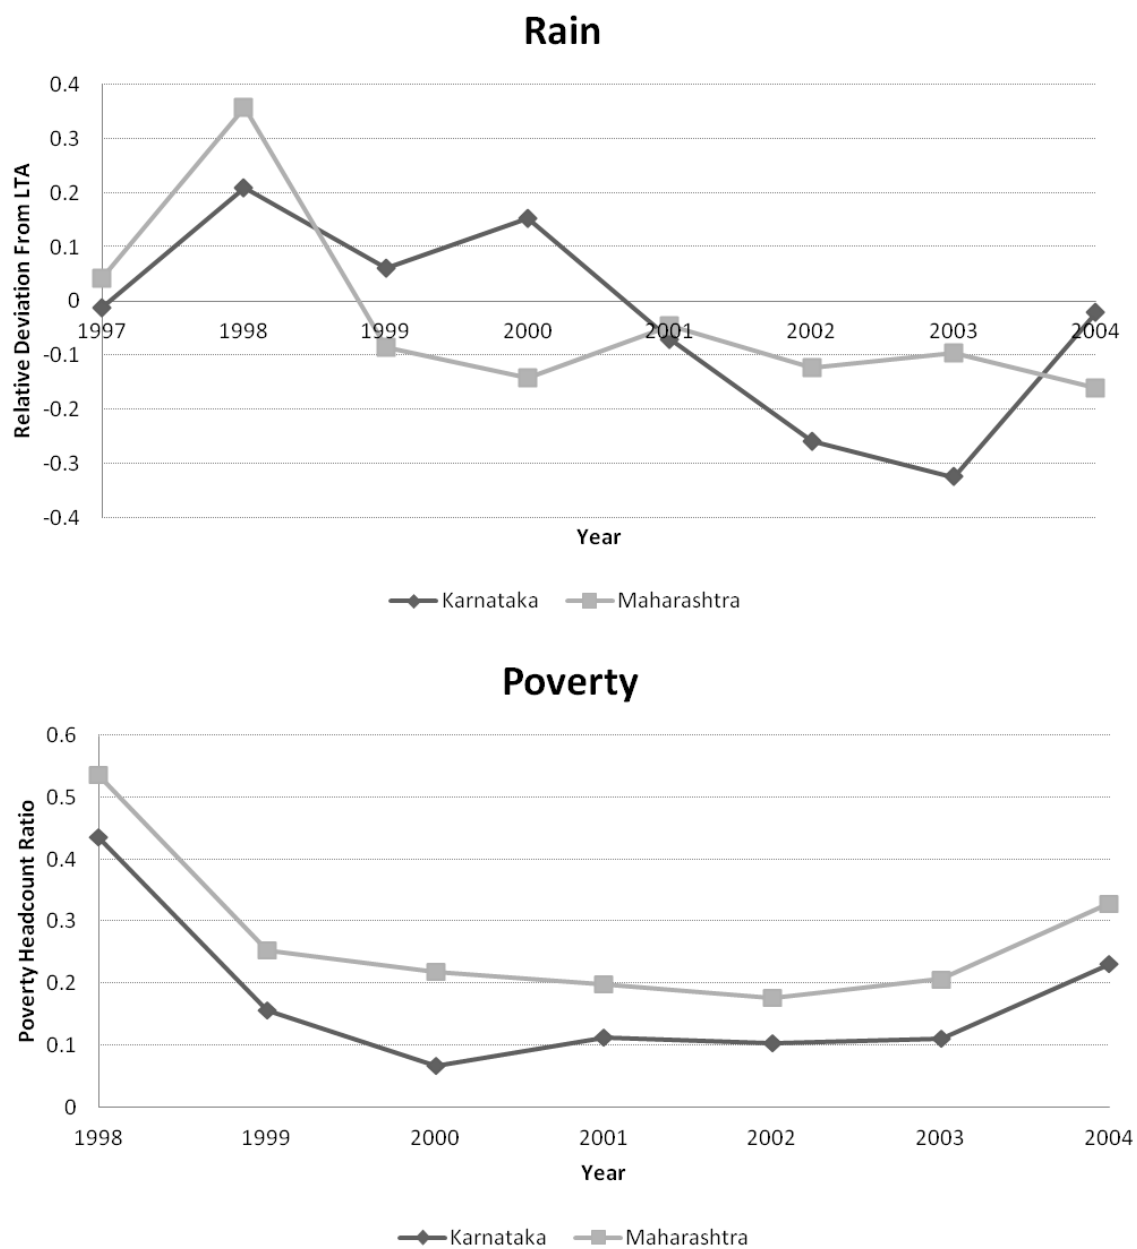 Rain
Relative Deviation From LTA
0.4
0.3
0.2
0.1
0
-0.1
-0.2
-0.3
-0.4
1997 1998 1999 2000 2001 2002 2003 2004
Year
Karnataka Maharashtra
Poverty
Poverty Headcount Ratio
0.6
0.5
0.4
0.3
0.2
0.1
0
1998 1999 2000 2001 2002 2003 2004
Year
Karnataka Maharashtra